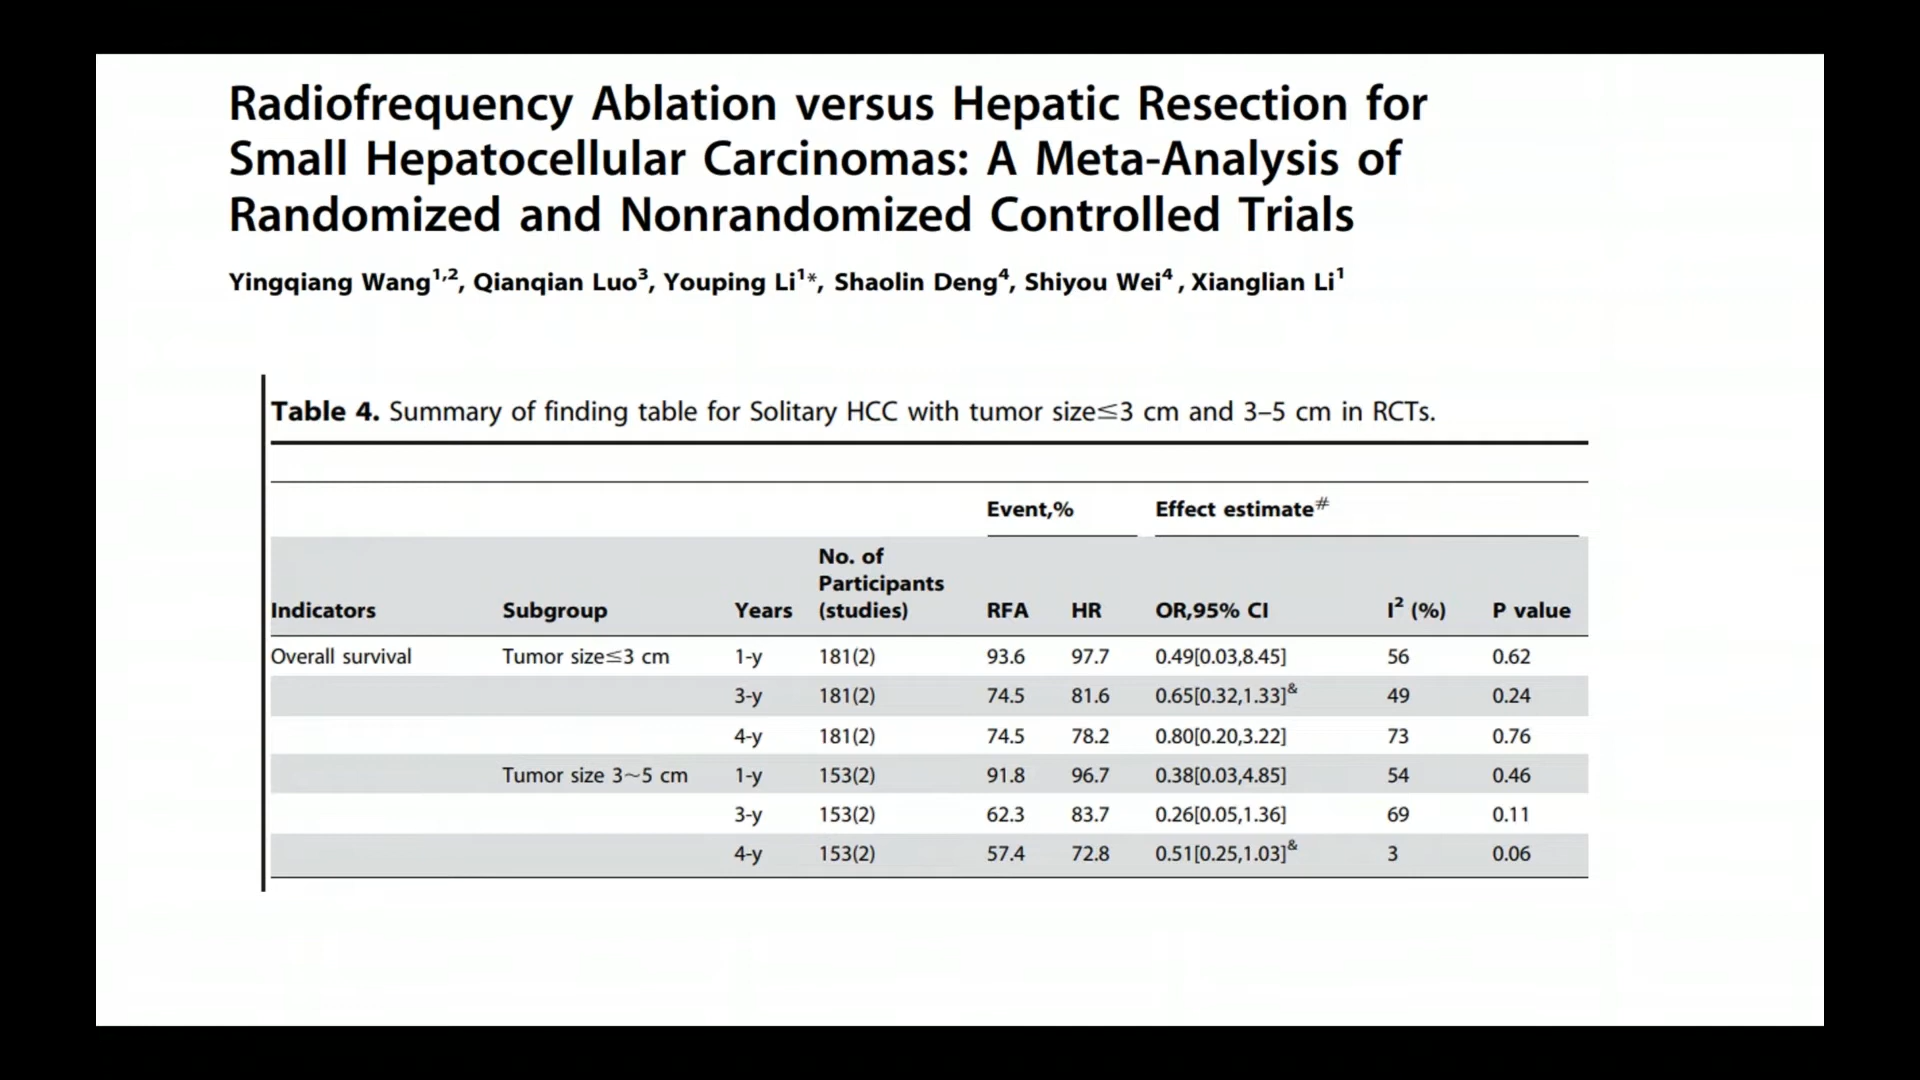 Radiofrequency Ablation versus Hepatic Resection for
Small Hepatocellular Carcinomas: A Meta-Analysis of
Randomized and Nonrandomized Controlled Trials
Yingqiang Wang1,2, Qianqian Luo3, Youping Li1*, Shaolin Deng4, Shiyou Wei4, Xianglian Li1
Table 4. Summary of finding table for Solitary HCC with tumor size≤3 cm and 3–5 cm in RCTs.
Event,% Effect estimate#
No. of
Participants
Indicators Subgroup Years (studies) RFA HR OR,95% CI I2 (%) P value
Overall survival Tumor size≤3 cm 1-y 181(2) 93.6 97.7 0.49[0.03,8.45] 56 0.62
3-y 181(2) 74.5 81.6 0.65[0.32,1.33]& 49 0.24
4-y 181(2) 74.5 78.2 0.80[0.20,3.22] 73 0.76
Tumor size 3~5 cm 1-y 153(2) 91.8 96.7 0.38[0.03,4.85] 54 0.46
3-y 153(2) 62.3 83.7 0.26[0.05,1.36] 69 0.11
4-y 153(2) 57.4 72.8 0.51[0.25,1.03]& 3 0.06